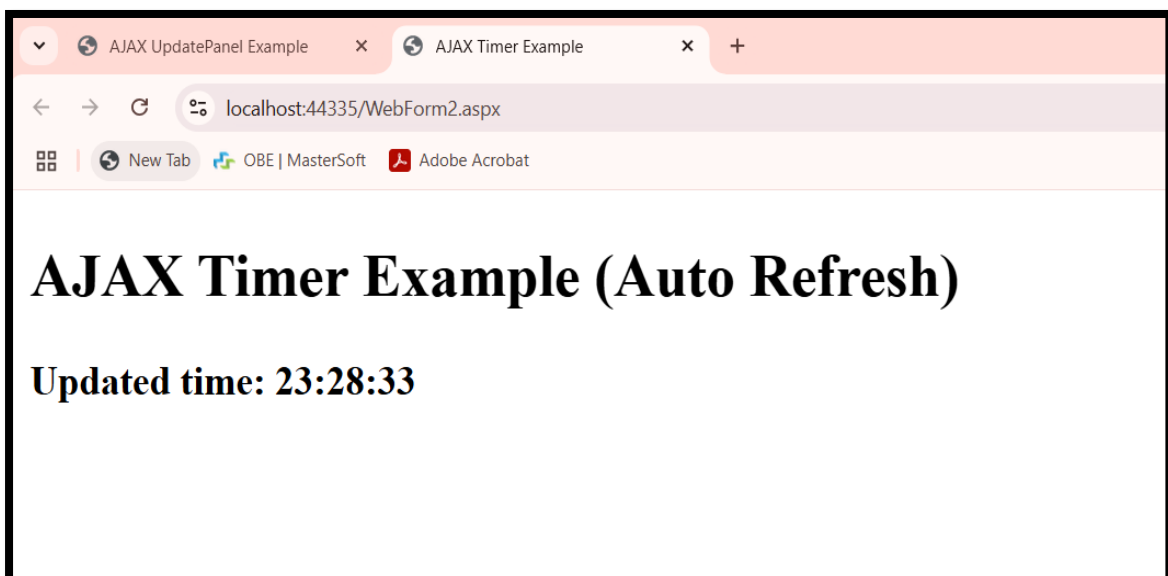 AJAX UpdatePanel Example
AJAX Timer Example
localhost:44335/WebForm2.aspx
New Tab
OBE | MasterSoft
Adobe Acrobat
AJAX Timer Example (Auto Refresh)
Updated time: 23:28:33